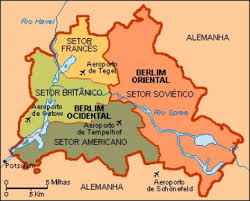 Rio Havel
ALEMANHA
SETOR
FRANCÊS
Aeroporto
de Tegel
BERLIM
ORIENTAL
SETOR BRITÂNICO
SETOR SOVIÉTICO
Aeroporto
de Gatow
BERLIM
OCIDENTAL
Rio Spree
Aeroporto
de Tempelhof
SETOR AMERICANO
Potsdam
0 5 Milhas
0 5 Km
ALEMANHA
Aeroporto
de Schönefeld